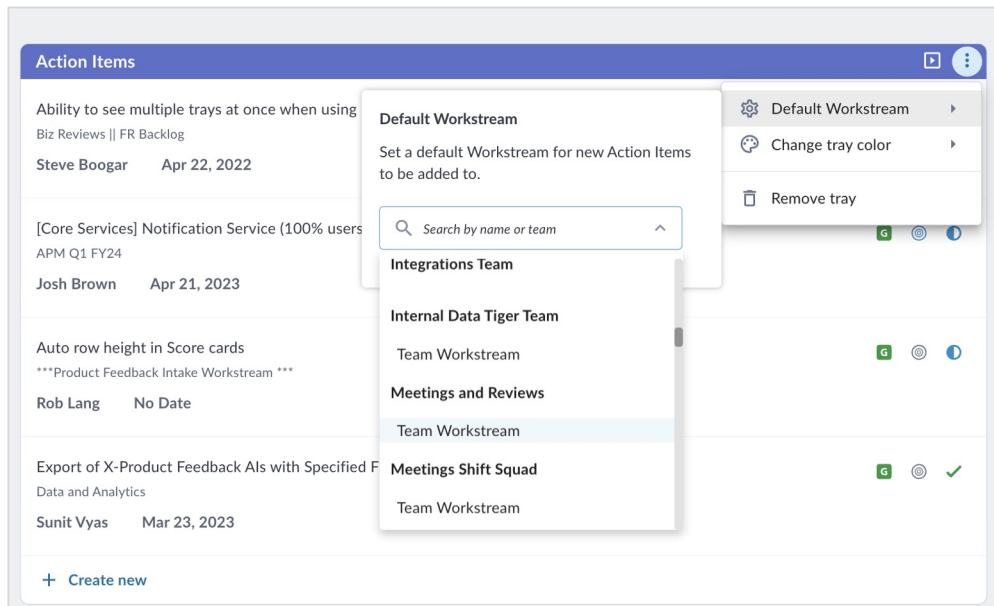 Action Items
Ability to see multiple trays at once when using
Biz Reviews || FR Backlog
Steve Boogar Apr 22, 2022
[Core Services] Notification Service (100% users
APM Q1 FY24
Josh Brown Apr 21, 2023
G
Auto row height in Score cards
***Product Feedback Intake Workstream ***
Rob Lang No Date
G
Export of X-Product Feedback AIs with Specified F
Data and Analytics
Sunit Vyas Mar 23, 2023
G
+ Create new
Default Workstream
Set a default Workstream for new Action Items
to be added to.
Search by name or team
Integrations Team
Internal Data Tiger Team
Team Workstream
Meetings and Reviews
Team Workstream
Meetings Shift Squad
Team Workstream
Default Workstream
Change tray color
Remove tray